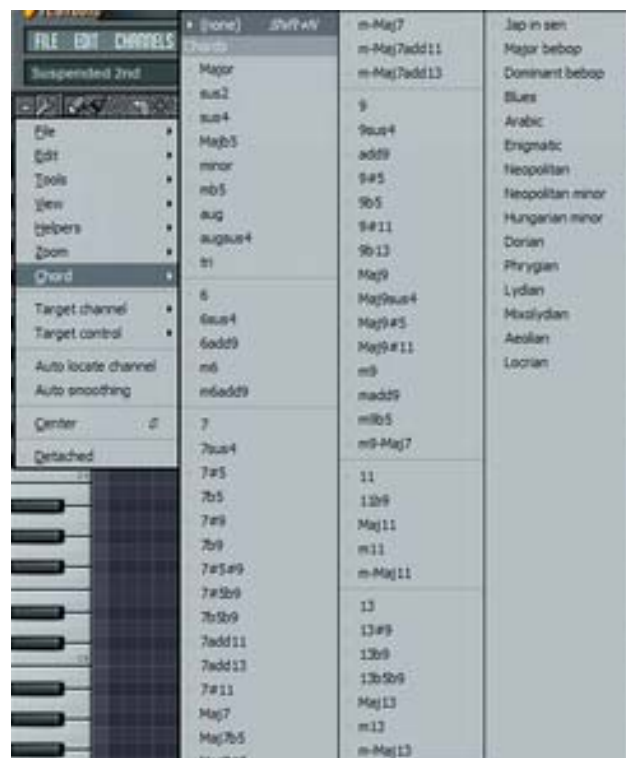 FILE EDIT CHANNELS
Suspended 2nd
File
Edit
Tools
View
Helpers
Zoom
Chord
Target channel
Target control
Auto locate channel
Auto smoothing
Center
Detached
(none) Shift+N
Chords
Major
sus2
sus4
Majb5
minor
mb5
aug
augsus4
tri
6
6sus4
6add9
m6
m6add9
7
7sus4
7#5
7b5
7#9
7b9
7#5#9
7#5b9
7b5b9
7add11
7add13
7#11
Maj7
Maj7b5
m-Maj7
m-Maj7add11
m-Maj7add13
9
9sus4
add9
9#5
9b5
9#11
9b13
Maj9
Maj9sus4
Maj9#5
Maj9#11
m9
madd9
m9b5
m9-Maj7
11
11b9
Maj11
m11
m-Maj11
13
13#9
13b9
13b5b9
Maj13
m13
m-Maj13
Jap in sen
Major bebop
Dominant bebop
Blues
Arabic
Enigmatic
Neopolitan
Neopolitan minor
Hungarian minor
Dorian
Phrygian
Lydian
Mixolydian
Aeolian
Locrian